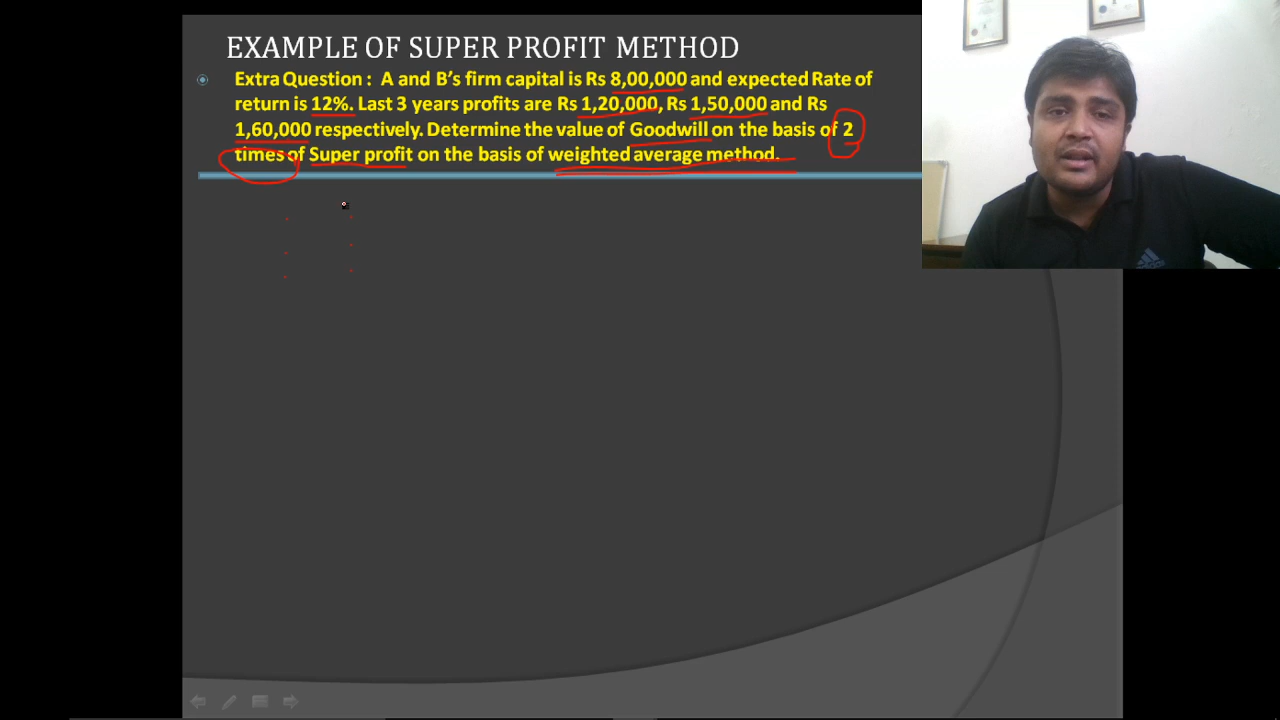 EXAMPLE OF SUPER PROFIT METHOD
Extra Question : A and B's firm capital is Rs 8,00,000 and expected Rate of
return is 12%. Last 3 years profits are Rs 1,20,000, Rs 1,50,000 and Rs
1,60,000 respectively. Determine the value of Goodwill on the basis of 2
times of Super profit on the basis of weighted average method.